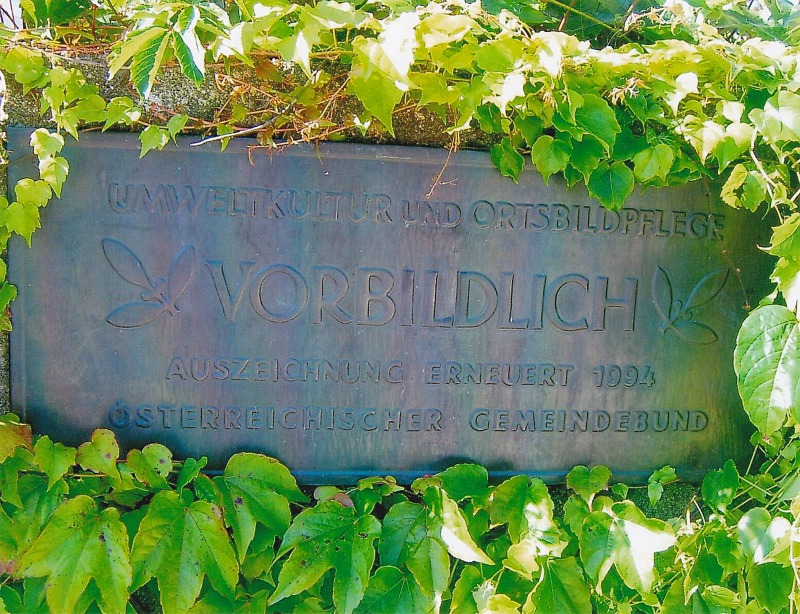 UMWELTKULTUR UND ORTSBILDPFLEGE
VORBILDLICH
AUSZEICHNUNG ERNEUERT 1994
ÖSTERREICHISCHER GEMEINDEBUND